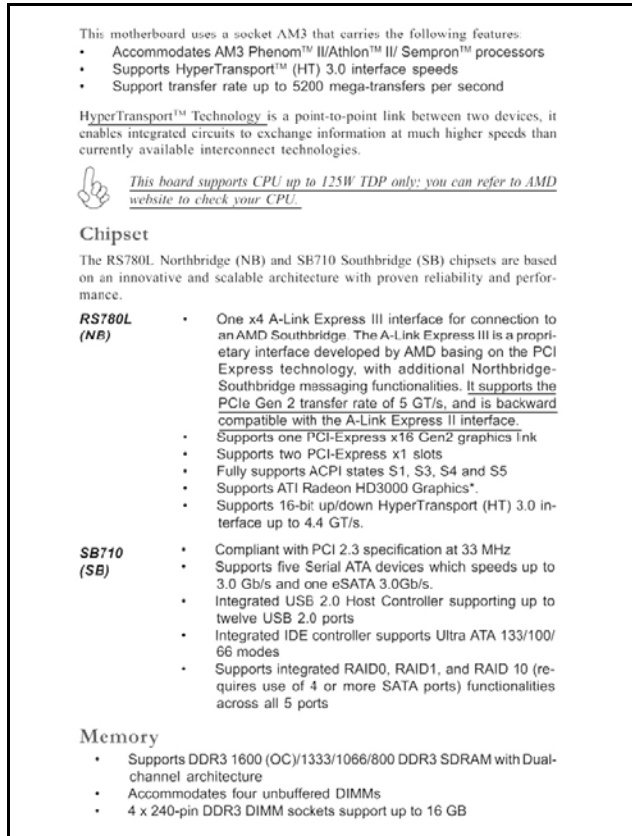 This motherboard uses a socket AM3 that carries the following features:
• Accommodates AM3 Phenom™ II/Athlon™ II/ Sempron™ processors
• Supports HyperTransport™ (HT) 3.0 interface speeds
• Support transfer rate up to 5200 mega-transfers per second
HyperTransport™ Technology is a point-to-point link between two devices, it
enables integrated circuits to exchange information at much higher speeds than
currently available interconnect technologies.
This board supports CPU up to 125W TDP only; you can refer to AMD
website to check your CPU.
Chipset
The RS780L Northbridge (NB) and SB710 Southbridge (SB) chipsets are based
on an innovative and scalable architecture with proven reliability and perfor-
mance.
RS780L • One x4 A-Link Express III interface for connection to
(NB) an AMD Southbridge. The A-Link Express III is a propri-
etary interface developed by AMD basing on the PCI
Express technology, with additional Northbridge-
Southbridge messaging functionalities. It supports the
PCIe Gen 2 transfer rate of 5 GT/s, and is backward
compatible with the A-Link Express II interface.
• Supports one PCI-Express x16 Gen2 graphics link
• Supports two PCI-Express x1 slots
• Fully supports ACPI states S1, S3, S4 and S5
• Supports ATI Radeon HD3000 Graphics*.
• Supports 16-bit up/down HyperTransport (HT) 3.0 in-
terface up to 4.4 GT/s.
SB710 • Compliant with PCI 2.3 specification at 33 MHz
(SB) • Supports five Serial ATA devices which speeds up to
3.0 Gb/s and one eSATA 3.0Gb/s.
• Integrated USB 2.0 Host Controller supporting up to
twelve USB 2.0 ports
• Integrated IDE controller supports Ultra ATA 133/100/
66 modes
• Supports integrated RAID0, RAID1, and RAID 10 (re-
quires use of 4 or more SATA ports) functionalities
across all 5 ports
Memory
• Supports DDR3 1600 (OC)/1333/1066/800 DDR3 SDRAM with Dual-
channel architecture
• Accommodates four unbuffered DIMMs
• 4 x 240-pin DDR3 DIMM sockets support up to 16 GB